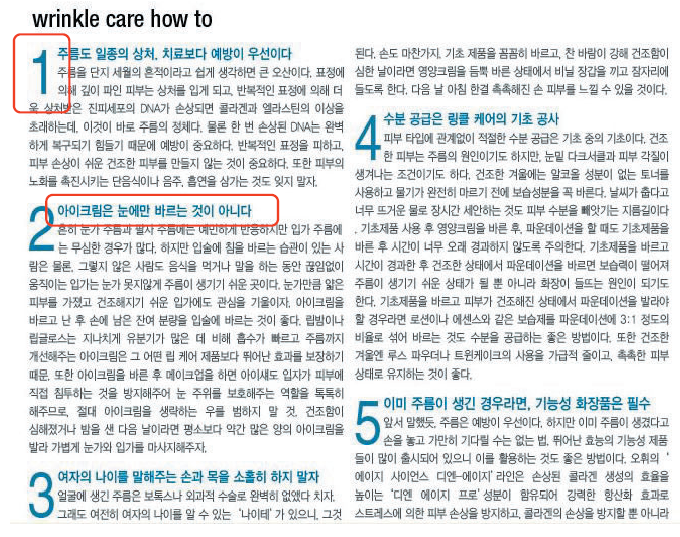 wrinkle care how to
1
주름도 일종의 상처, 치료보다 예방이 우선이다
주름을 단지 세월의 흔적이라고 쉽게 생각하면 큰 오산이다. 표정에
의해 깊이 파인 피부는 상처를 입게 되고, 반복적인 표정에 의해 더
욱 상처받은 진피세포의 DNA가 손상되면 콜라겐과 엘라스틴의 이상을
초래하는데, 이것이 바로 주름의 정체다. 물론 한 번 손상된 DNA는 완벽
하게 복구되기 힘들기 때문에 예방이 중요하다. 반복적인 표정을 피하고,
피부 손상이 쉬운 건조한 피부를 만들지 않는 것이 중요하다. 또한 피부의
노화를 촉진시키는 단음식이나 음주, 흡연을 삼가는 것도 잊지 말자.
2
아이크림은 눈에만 바르는 것이 아니다
흔히 눈가 주름과 팔자 주름에는 예민하게 반응하지만 입가 주름에
는 무심한 경우가 많다. 하지만 입술에 침을 바르는 습관이 있는 사
람은 물론, 그렇지 않은 사람도 음식을 먹거나 말을 하는 동안 끊임없이
움직이는 입가는 눈가 못지않게 주름이 생기기 쉬운 곳이다. 눈가만큼 얇은
피부를 가졌고 건조해지기 쉬운 입가에도 관심을 기울이자. 아이크림을
바르고 난 후 손에 남은 잔여 분량을 입술에 바르는 것이 좋다. 립밤이나
립글로스는 지나치게 유분기가 많은 데 비해 흡수가 빠르고 주름까지
개선해주는 아이크림은 그 어떤 립 케어 제품보다 뛰어난 효과를 보장하기
때문. 또한 아이크림을 바른 후 메이크업을 하면 아이섀도 입자가 피부에
직접 침투하는 것을 방지해주어 눈 주위를 보호해주는 역할을 톡톡히
해주므로, 절대 아이크림을 생략하는 우를 범하지 말 것. 건조함이
심해졌거나 밤을 샌 다음 날이라면 평소보다 약간 많은 양의 아이크림을
발라 가볍게 눈가와 입가를 마사지해주자.
3
여자의 나이를 말해주는 손과 목을 소홀히 하지 말자
얼굴에 생긴 주름은 보톡스나 외과적 수술로 완벽히 없앴다 치자.
그래도 여전히 여자의 나이를 알 수 있는 '나이테'가 있으니, 그것
된다. 손도 마찬가지. 기초 제품을 꼼꼼히 바르고, 찬 바람이 강해 건조함이
심한 날이라면 영양크림을 듬뿍 바른 상태에서 비닐 장갑을 끼고 잠자리에
들도록 한다. 다음 날 아침 한결 촉촉해진 손 피부를 느낄 수 있을 것이다.
4
수분 공급은 링클 케어의 기초 공사
피부 타입에 관계없이 적절한 수분 공급은 기초 중의 기초이다. 건조
한 피부는 주름의 원인이기도 하지만, 눈밑 다크서클과 피부 각질이
생겨나는 조건이기도 하다. 건조한 겨울에는 알코올 성분이 없는 토너를
사용하고 물기가 완전히 마르기 전에 보습성분을 꼭 바른다. 날씨가 춥다고
너무 뜨거운 물로 장시간 세안하는 것도 피부 수분을 빼앗기는 지름길이다
. 기초제품 사용 후 영양크림을 바른 후, 파운데이션을 할 때도 기초제품을
바른 후 시간이 너무 오래 경과하지 않도록 주의한다. 기초제품을 바르고
시간이 경과한 후 건조한 상태에서 파운데이션을 바르면 보습력이 떨어져
주름이 생기기 쉬운 상태가 될 뿐 아니라 화장이 들뜨는 원인이 되기도
한다. 기초제품을 바르고 피부가 건조해진 상태에서 파운데이션을 발라야
할 경우라면 로션이나 에센스와 같은 보습제를 파운데이션에 3:1 정도의
비율로 섞어 바르는 것도 수분을 공급하는 좋은 방법이다. 또한 건조한
겨울엔 루스 파우더나 트윈케이크의 사용을 가급적 줄이고, 촉촉한 피부
상태로 유지하는 것이 좋다.
5
이미 주름이 생긴 경우라면, 기능성 화장품은 필수
앞서 말했듯, 주름은 예방이 우선이다. 하지만 이미 주름이 생겼다고
손을 놓고 가만히 기다릴 수는 없는 법. 뛰어난 효능의 기능성 제품
들이 많이 출시되어 있으니 이를 활용하는 것도 좋은 방법이다. 오휘의 '
에이지 사이언스 디엔-에이지'라인은 손상된 콜라겐 생성의 효율을
높이는 '디엔 에이지 프로'성분이 함유되어 강력한 항산화 효과로
스트레스에 의한 피부 손상을 방지하고, 콜라겐의 손상을 방지할 뿐 아니라